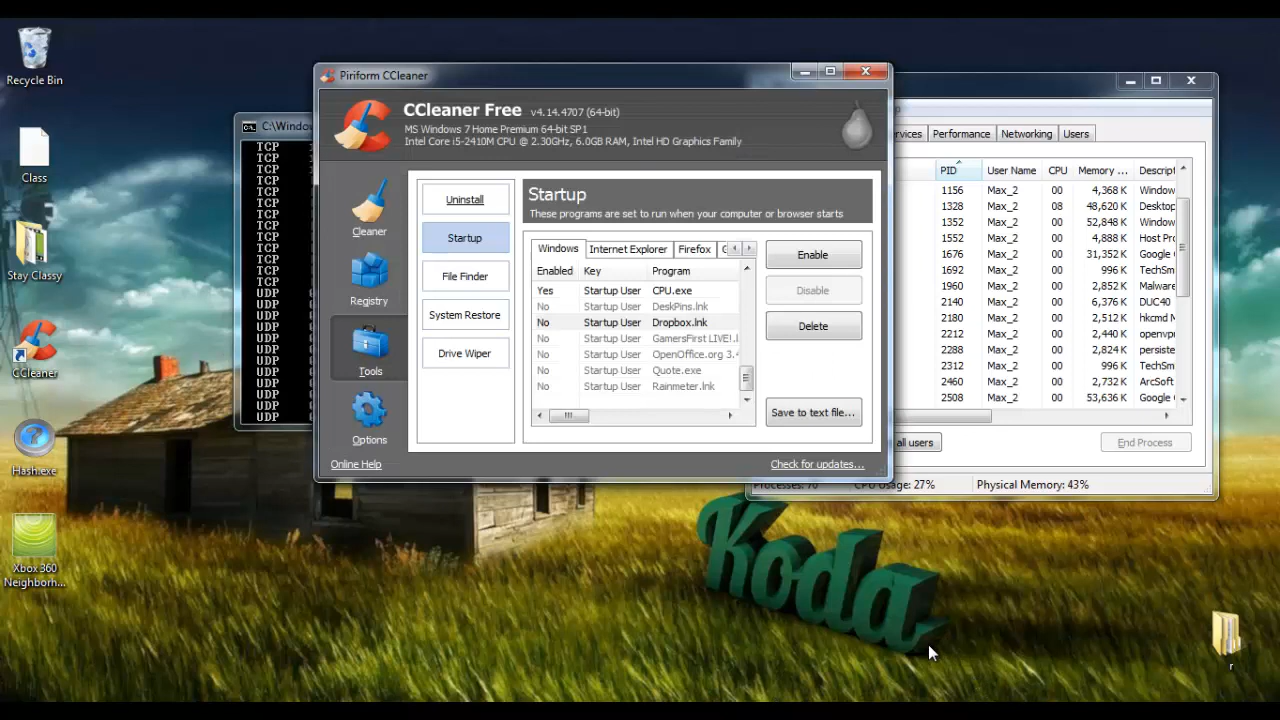 Recycle Bin
Class
Stay Classy
CCleaner
Hash.exe
Xbox 360
Neighborh...
C:\Windo
TCP
TCP
TCP
TCP
TCP
TCP
TCP
TCP
TCP
TCP
TCP
TCP
TCP
UDP
UDP
UDP
UDP
UDP
UDP
UDP
UDP
UDP
UDP
UDP
UDP
Piriform CCleaner
CCleaner Free v4.14.4707 (64-bit)
MS Windows 7 Home Premium 64-bit SP1
Intel Core i5-2410M CPU @ 2.30GHz, 6.0GB RAM, Intel HD Graphics Family
Cleaner
Registry
Tools
Options
Uninstall
Startup
File Finder
System Restore
Drive Wiper
Startup
These programs are set to run when your computer or browser starts
Windows Internet Explorer Firefox
Enabled Key Program
Yes Startup User CPU.exe
No Startup User DeskPins.lnk
No Startup User Dropbox.lnk
No Startup User GamersFirst LIVE!.
No Startup User OpenOffice.org 3.4
No Startup User Quote.exe
No Startup User Rainmeter.lnk
Enable
Disable
Delete
Save to text file...
Online Help
Check for updates...
rvices Performance Networking Users
PID User Name CPU Memory ... Descript
1156 Max_2 00 4,368 K Window
1328 Max_2 08 48,620 K Desktop
1352 Max_2 00 52,848 K Window
1552 Max_2 00 4,888 K Host Pro
1676 Max_2 00 31,352 K Google
1692 Max_2 00 996 K TechSm
1960 Max_2 00 2,852 K Malware
2140 Max_2 00 6,376 K DUC40
2180 Max_2 00 2,318 K hkcmd M
2212 Max_2 00 2,440 K openvpn
2288 Max_2 00 2,824 K persiste
2312 Max_2 00 996 K TechSm
2460 Max_2 00 2,732 K ArcSoft
2508 Max_2 00 53,636 K Google
all users
End Process
Processes: 70 CPU Usage: 27% Physical Memory: 43%
Koda
r